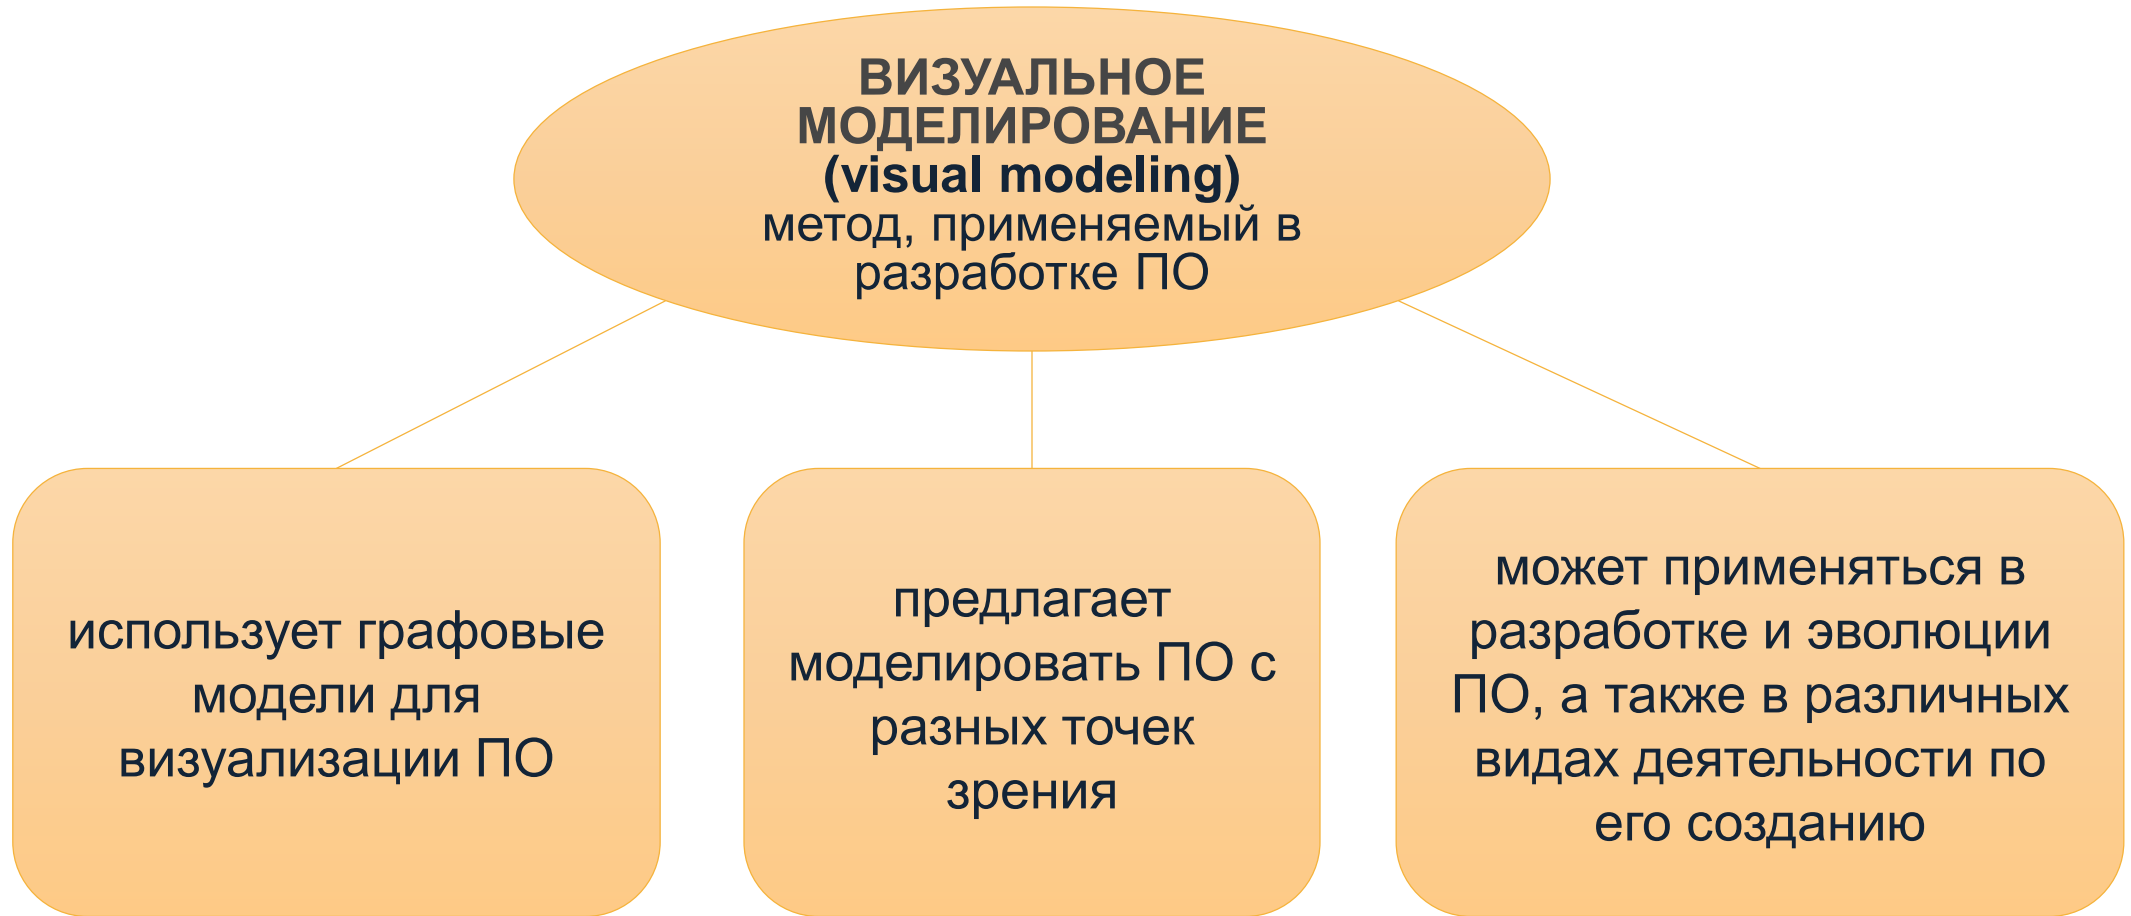 ВИЗУАЛЬНОЕ
МОДЕЛИРОВАНИЕ
(visual modeling)
метод, применяемый в
разработке ПО
использует графовые
модели для
визуализации ПО
предлагает
моделировать ПО с
разных точек
зрения
может применяться в
разработке и эволюции
ПО, а также в различных
видах деятельности по
его созданию